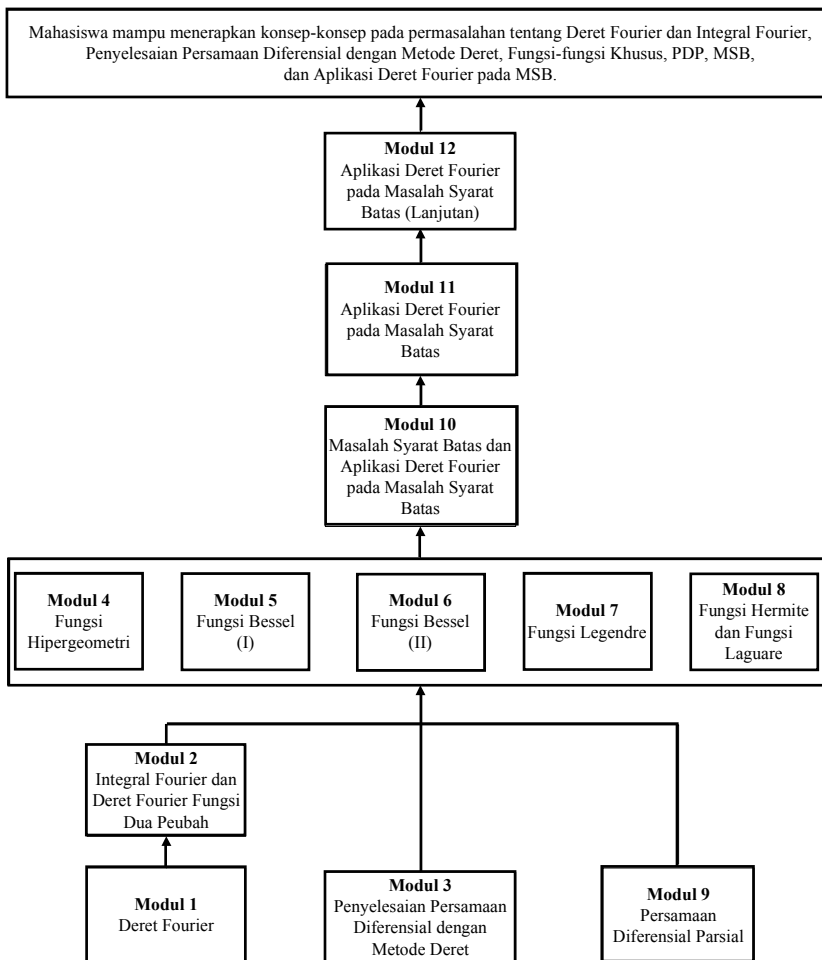 Mahasiswa mampu menerapkan konsep-konsep pada permasalahan tentang Deret Fourier dan Integral Fourier,
Penyelesaian Persamaan Diferensial dengan Metode Deret, Fungsi-fungsi Khusus, PDP, MSB,
dan Aplikasi Deret Fourier pada MSB.
Modul 12
Aplikasi Deret Fourier
pada Masalah Syarat
Batas (Lanjutan)
Modul 11
Aplikasi Deret Fourier
pada Masalah Syarat
Batas
Modul 10
Masalah Syarat Batas dan
Aplikasi Deret Fourier
pada Masalah Syarat
Batas
Modul 4
Fungsi
Hipergeometri
Modul 5
Fungsi Bessel
(I)
Modul 6
Fungsi Bessel
(II)
Modul 7
Fungsi Legendre
Modul 8
Fungsi Hermite
dan Fungsi
Laguare
Modul 2
Integral Fourier dan
Deret Fourier Fungsi
Dua Peubah
Modul 1
Deret Fourier
Modul 3
Penyelesaian Persamaan
Diferensial dengan
Metode Deret
Modul 9
Persamaan
Diferensial Parsial